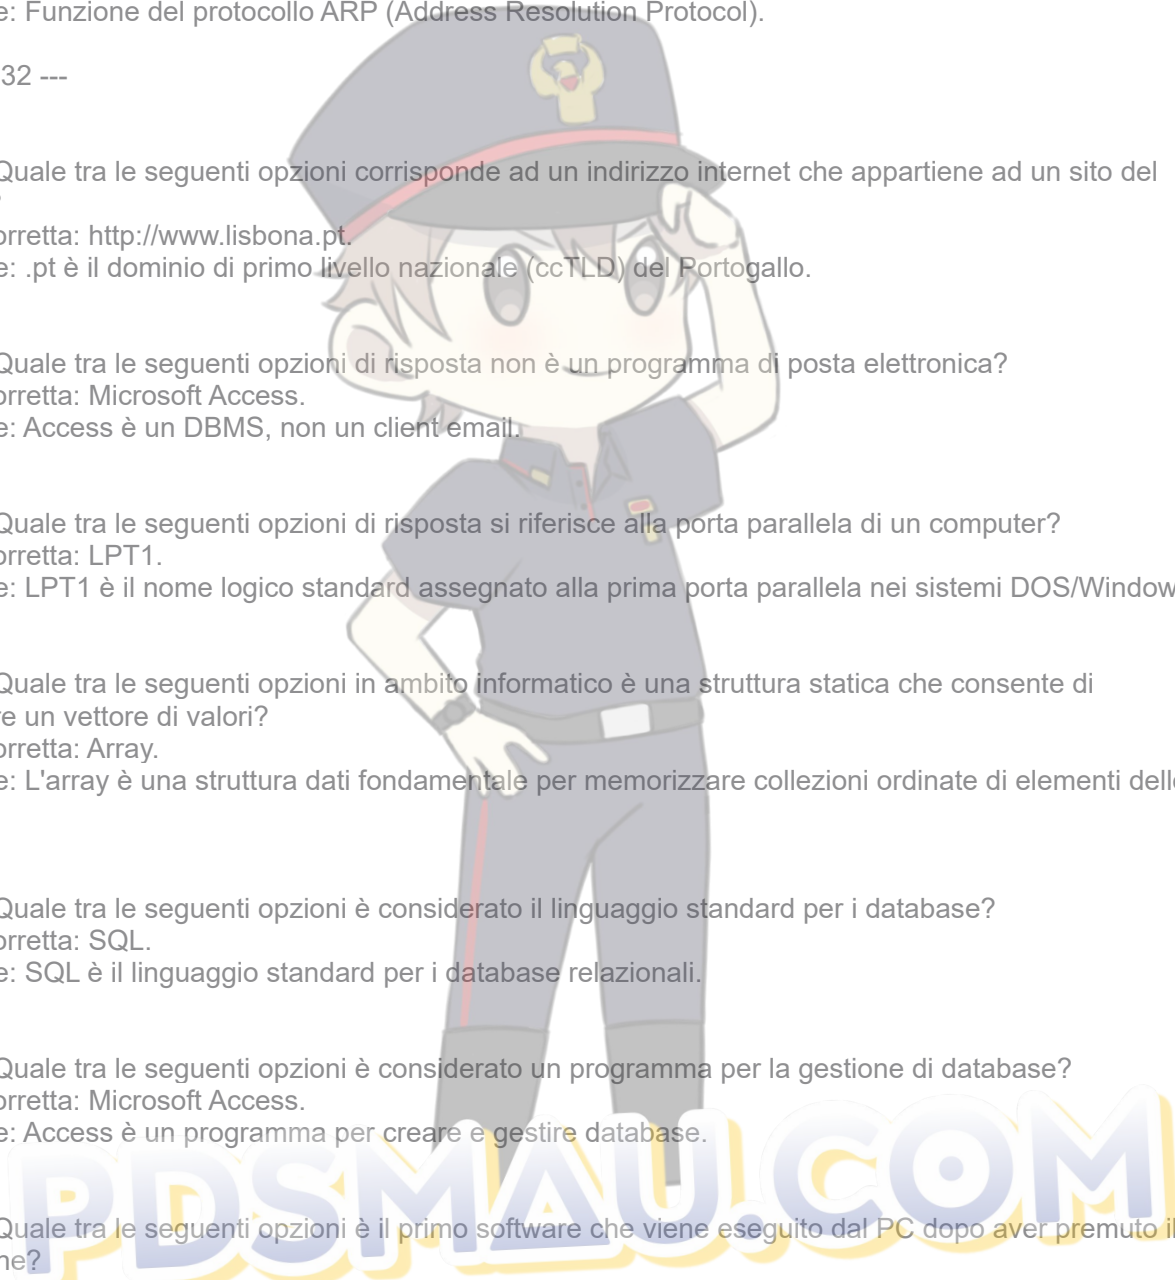 e: Funzione del protocollo ARP (Address Resolution Protocol).
32 ---
Quale tra le seguenti opzioni corrisponde ad un indirizzo internet che appartiene ad un sito del
orretta: http://www.lisbona.pt.
e: .pt è il dominio di primo livello nazionale (ccTLD) del Portogallo.
Quale tra le seguenti opzioni di risposta non è un programma di posta elettronica?
orretta: Microsoft Access.
e: Access è un DBMS, non un client email.
Quale tra le seguenti opzioni di risposta si riferisce alla porta parallela di un computer?
orretta: LPT1.
e: LPT1 è il nome logico standard assegnato alla prima porta parallela nei sistemi DOS/Window
Quale tra le seguenti opzioni in ambito informatico è una struttura statica che consente di
re un vettore di valori?
orretta: Array.
e: L'array è una struttura dati fondamentale per memorizzare collezioni ordinate di elementi dell
Quale tra le seguenti opzioni è considerato il linguaggio standard per i database?
orretta: SQL.
e: SQL è il linguaggio standard per i database relazionali.
Quale tra le seguenti opzioni è considerato un programma per la gestione di database?
orretta: Microsoft Access.
e: Access è un programma per creare e gestire database.
PDSMAU.COM
Quale tra le seguenti opzioni è il primo software che viene eseguito dal PC dopo aver premuto il
ne?